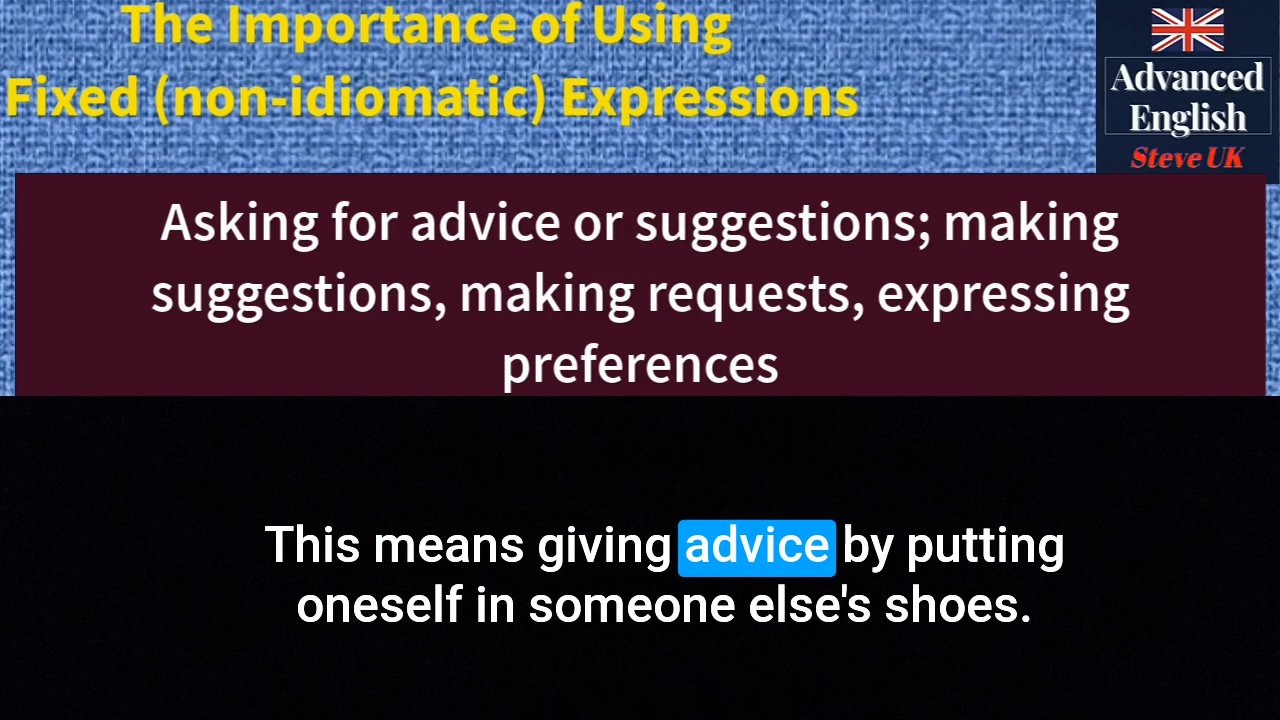 The Importance of Using
Fixed (non-idiomatic) Expressions
Advanced
English
Steve UK
Asking for advice or suggestions; making
suggestions, making requests, expressing
preferences
This means giving advice by putting
oneself in someone else's shoes.